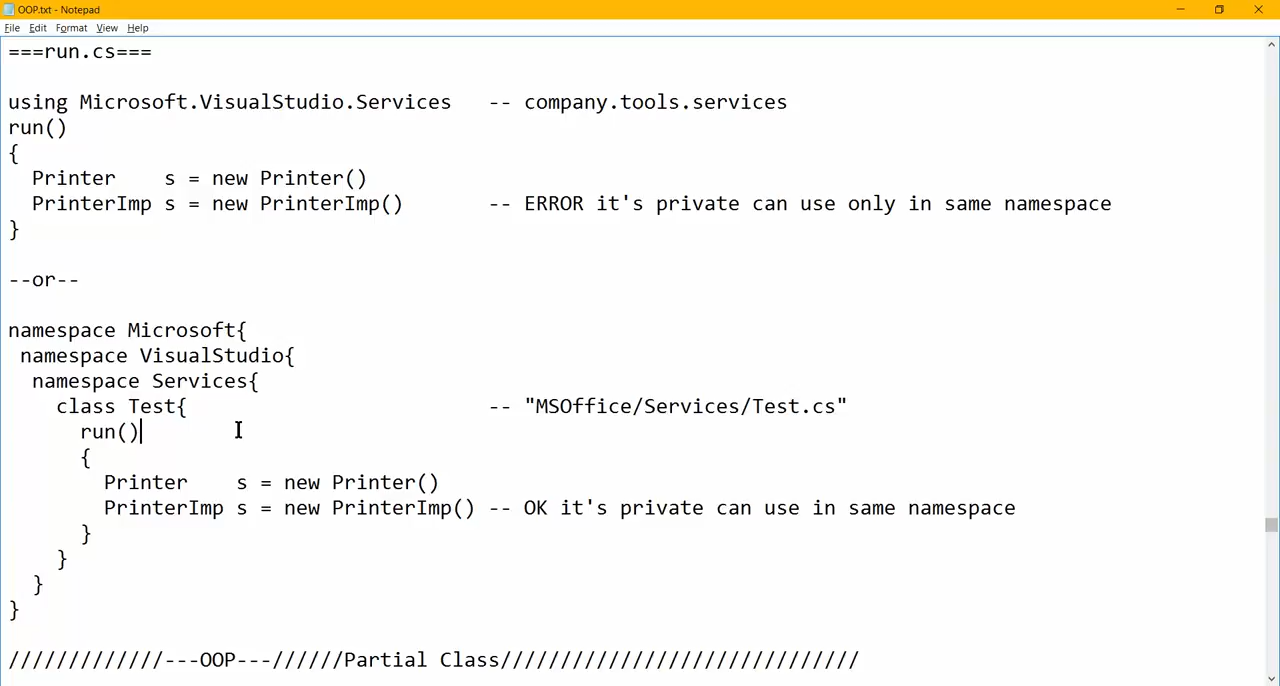 OOP.txt - Notepad
File Edit Format View Help
===run.cs===
using Microsoft.VisualStudio.Services -- company.tools.services
run()
{
Printer s = new Printer()
PrinterImp s = new PrinterImp() -- ERROR it's private can use only in same namespace
}
--or--
namespace Microsoft{
namespace VisualStudio{
namespace Services{
class Test{ -- "MSOffice/Services/Test.cs"
run()
{
Printer s = new Printer()
PrinterImp s = new PrinterImp() -- OK it's private can use in same namespace
}
}
}
}
/////////////---OOP---//////Partial Class//////////////////////////////